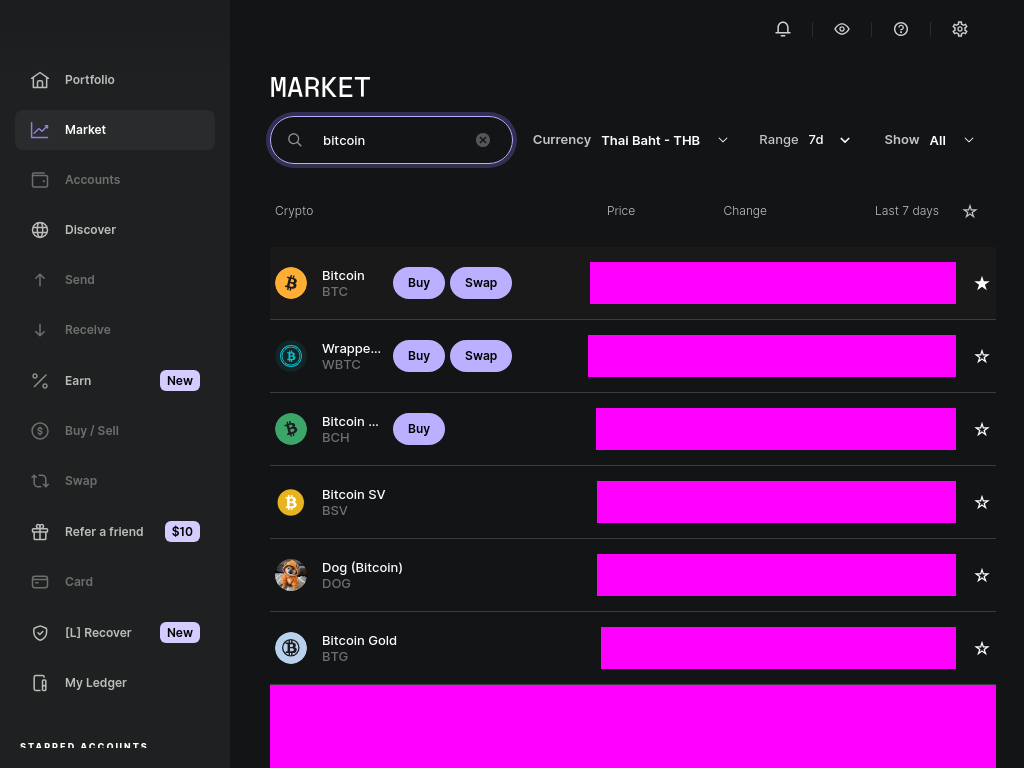 Portfolio
Market
Accounts
Discover
Send
Receive
Earn New
Buy / Sell
Swap
Refer a friend $10
Card
[L] Recover New
My Ledger
STARRED ACCOUNTS
MARKET
bitcoin
Currency Thai Baht - THB
Range 7d
Show All
Crypto Price Change Last 7 days
Bitcoin
BTC
Buy Swap
Wrappe...
WBTC
Buy Swap
Bitcoin ...
BCH
Buy
Bitcoin SV
BSV
Dog (Bitcoin)
DOG
Bitcoin Gold
BTG